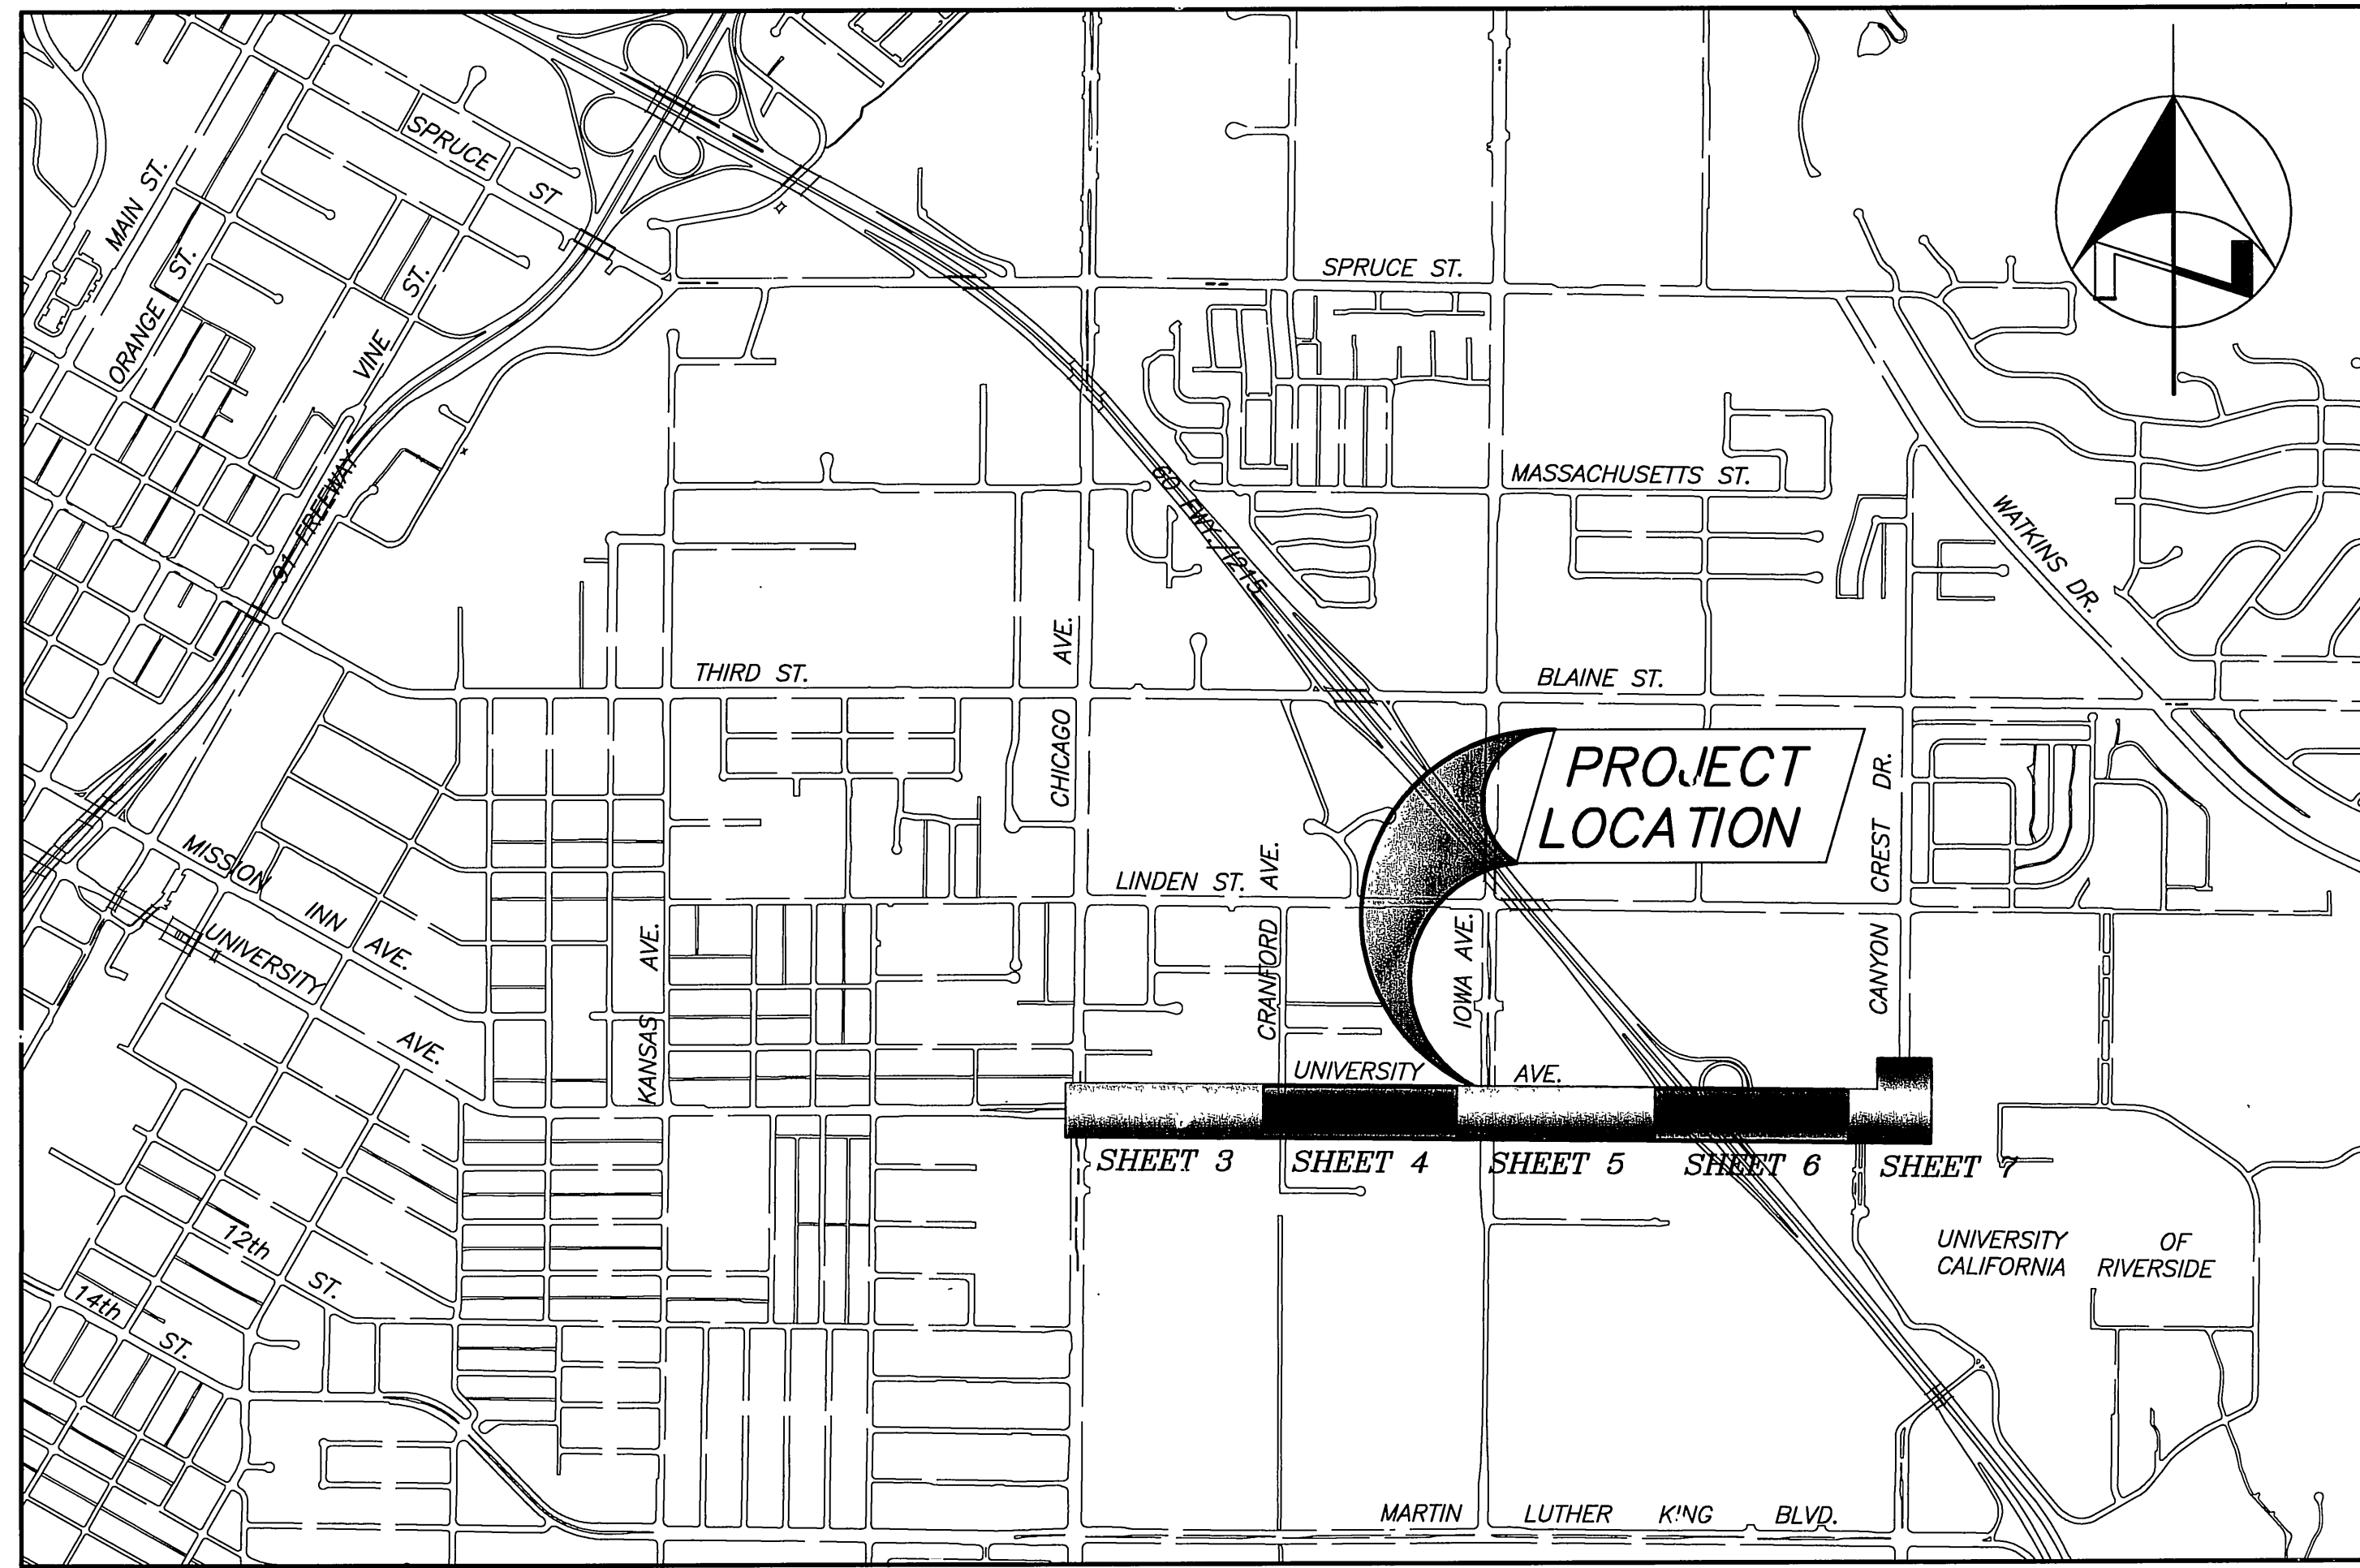 SPRUCE ST
MAIN ST.
ORANGE ST.
VINE ST.
91 FREEWAY
SPRUCE ST.
MASSACHUSETTS ST.
60 FWY./I215
WATKINS DR.
THIRD ST.
CHICAGO AVE.
BLAINE ST.
PROJECT
LOCATION
CANYON CREST DR.
MISSION INN AVE.
UNIVERSITY AVE.
KANSAS AVE.
LINDEN ST.
CRANFORD AVE.
IOWA AVE.
UNIVERSITY AVE.
SHEET 3
SHEET 4
SHEET 5
SHEET 6
SHEET 7
12th ST.
14th ST.
UNIVERSITY OF
CALIFORNIA RIVERSIDE
MARTIN LUTHER KING BLVD.
N